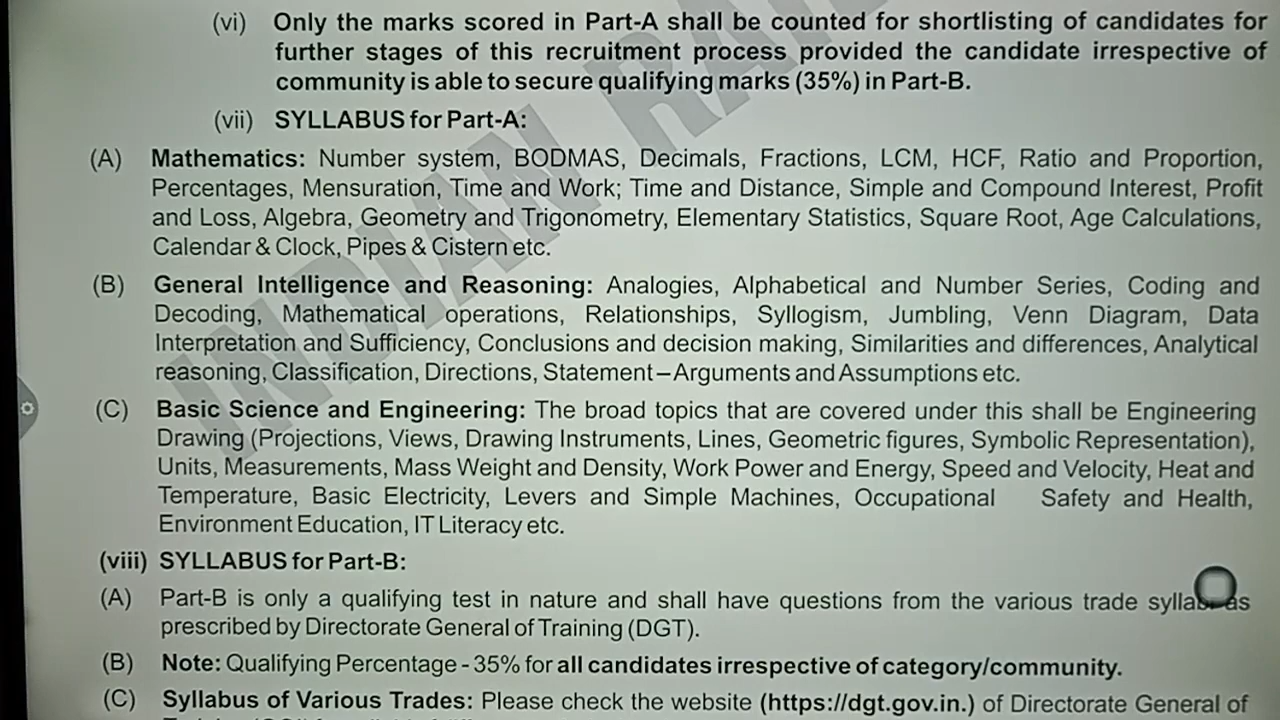 (vi) Only the marks scored in Part-A shall be counted for shortlisting of candidates for
further stages of this recruitment process provided the candidate irrespective of
community is able to secure qualifying marks (35%) in Part-B.
(vii) SYLLABUS for Part-A:
(A) Mathematics: Number system, BODMAS, Decimals, Fractions, LCM, HCF, Ratio and Proportion,
Percentages, Mensuration, Time and Work; Time and Distance, Simple and Compound Interest, Profit
and Loss, Algebra, Geometry and Trigonometry, Elementary Statistics, Square Root, Age Calculations,
Calendar & Clock, Pipes & Cistern etc.
(B) General Intelligence and Reasoning: Analogies, Alphabetical and Number Series, Coding and
Decoding, Mathematical operations, Relationships, Syllogism, Jumbling, Venn Diagram, Data
Interpretation and Sufficiency, Conclusions and decision making, Similarities and differences, Analytical
reasoning, Classification, Directions, Statement – Arguments and Assumptions etc.
(C) Basic Science and Engineering: The broad topics that are covered under this shall be Engineering
Drawing (Projections, Views, Drawing Instruments, Lines, Geometric figures, Symbolic Representation),
Units, Measurements, Mass Weight and Density, Work Power and Energy, Speed and Velocity, Heat and
Temperature, Basic Electricity, Levers and Simple Machines, Occupational Safety and Health,
Environment Education, IT Literacy etc.
(viii) SYLLABUS for Part-B:
(A) Part-B is only a qualifying test in nature and shall have questions from the various trade as
prescribed by Directorate General of Training (DGT).
(B) Note: Qualifying Percentage - 35% for all candidates irrespective of category/community.
(C) Syllabus of Various Trades: Please check the website (https://dgt.gov.in.) of Directorate General of
INDIAN